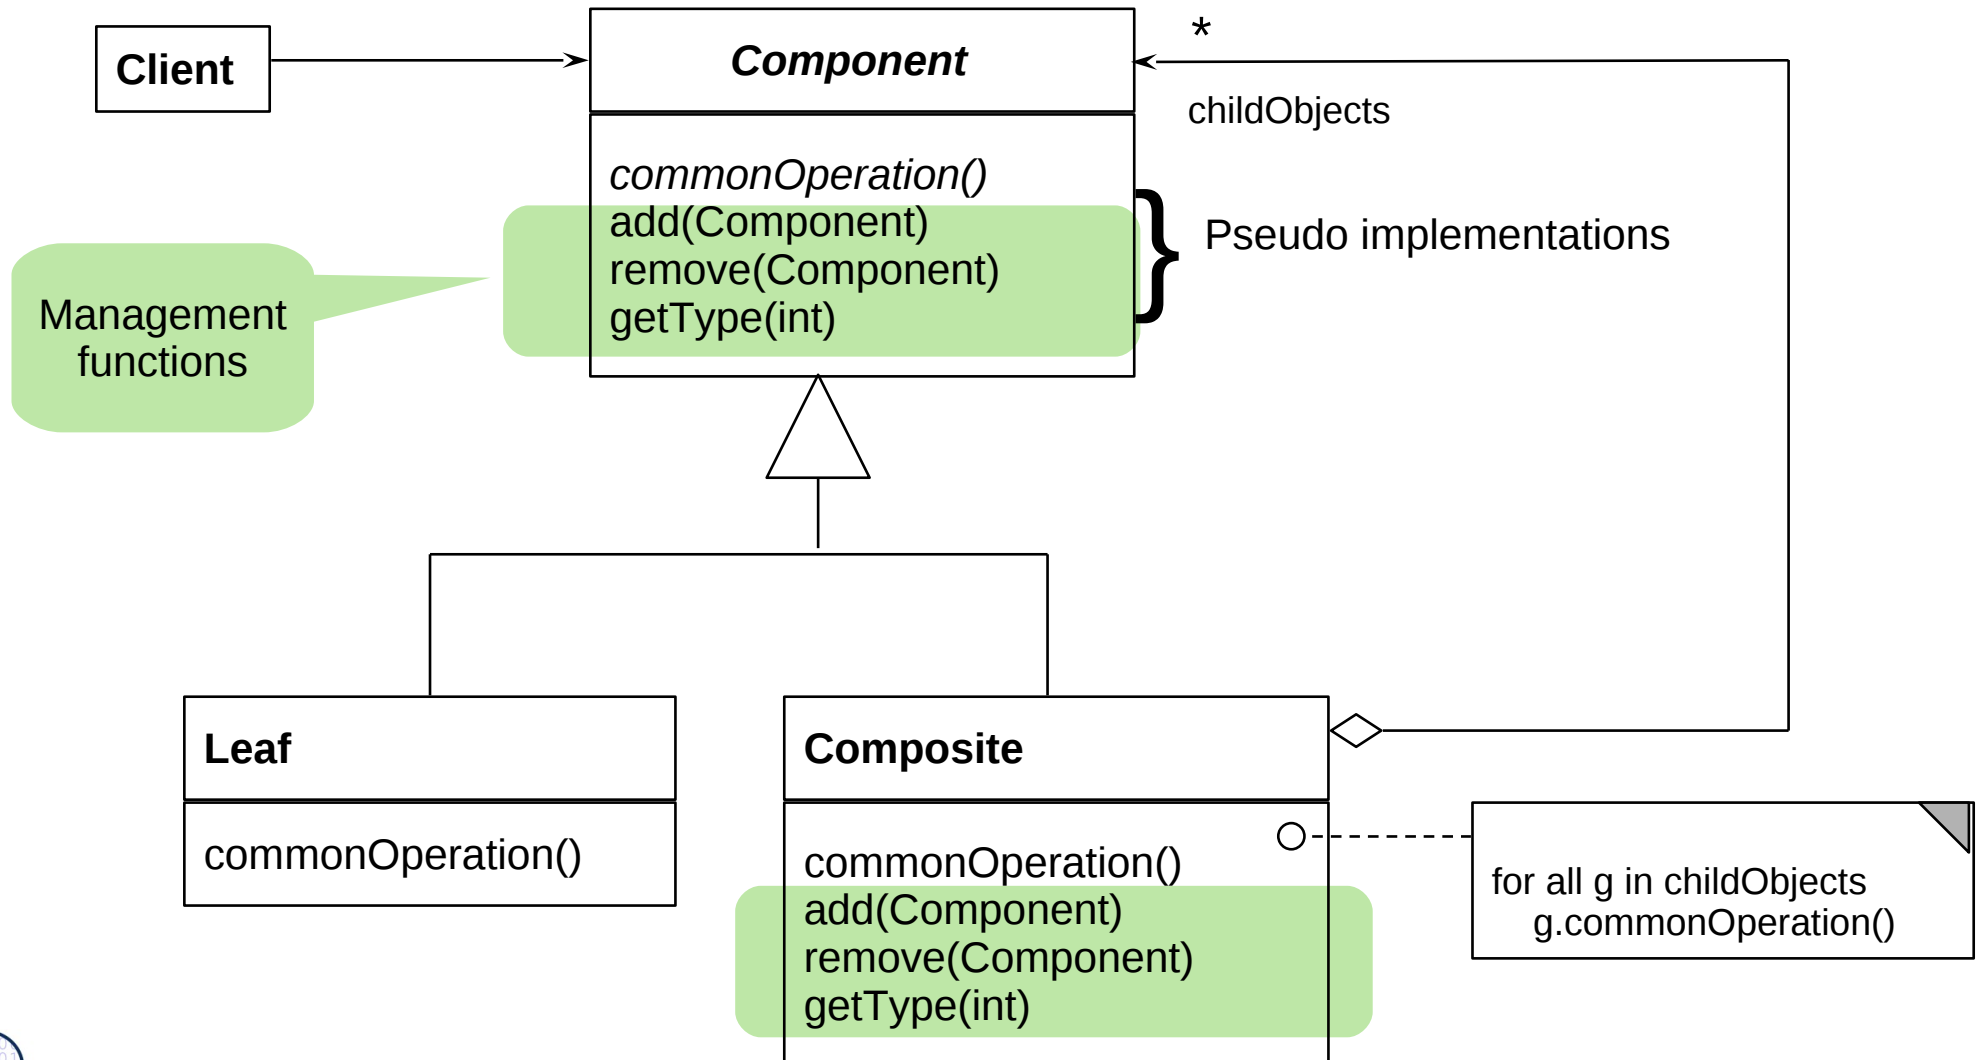 Client
Component
*
childObjects
commonOperation()
add(Component)
remove(Component)
getType(int)
}
Pseudo implementations
Management
functions
Leaf
commonOperation()
Composite
commonOperation()
add(Component)
remove(Component)
getType(int)
for all g in childObjects
g.commonOperation()